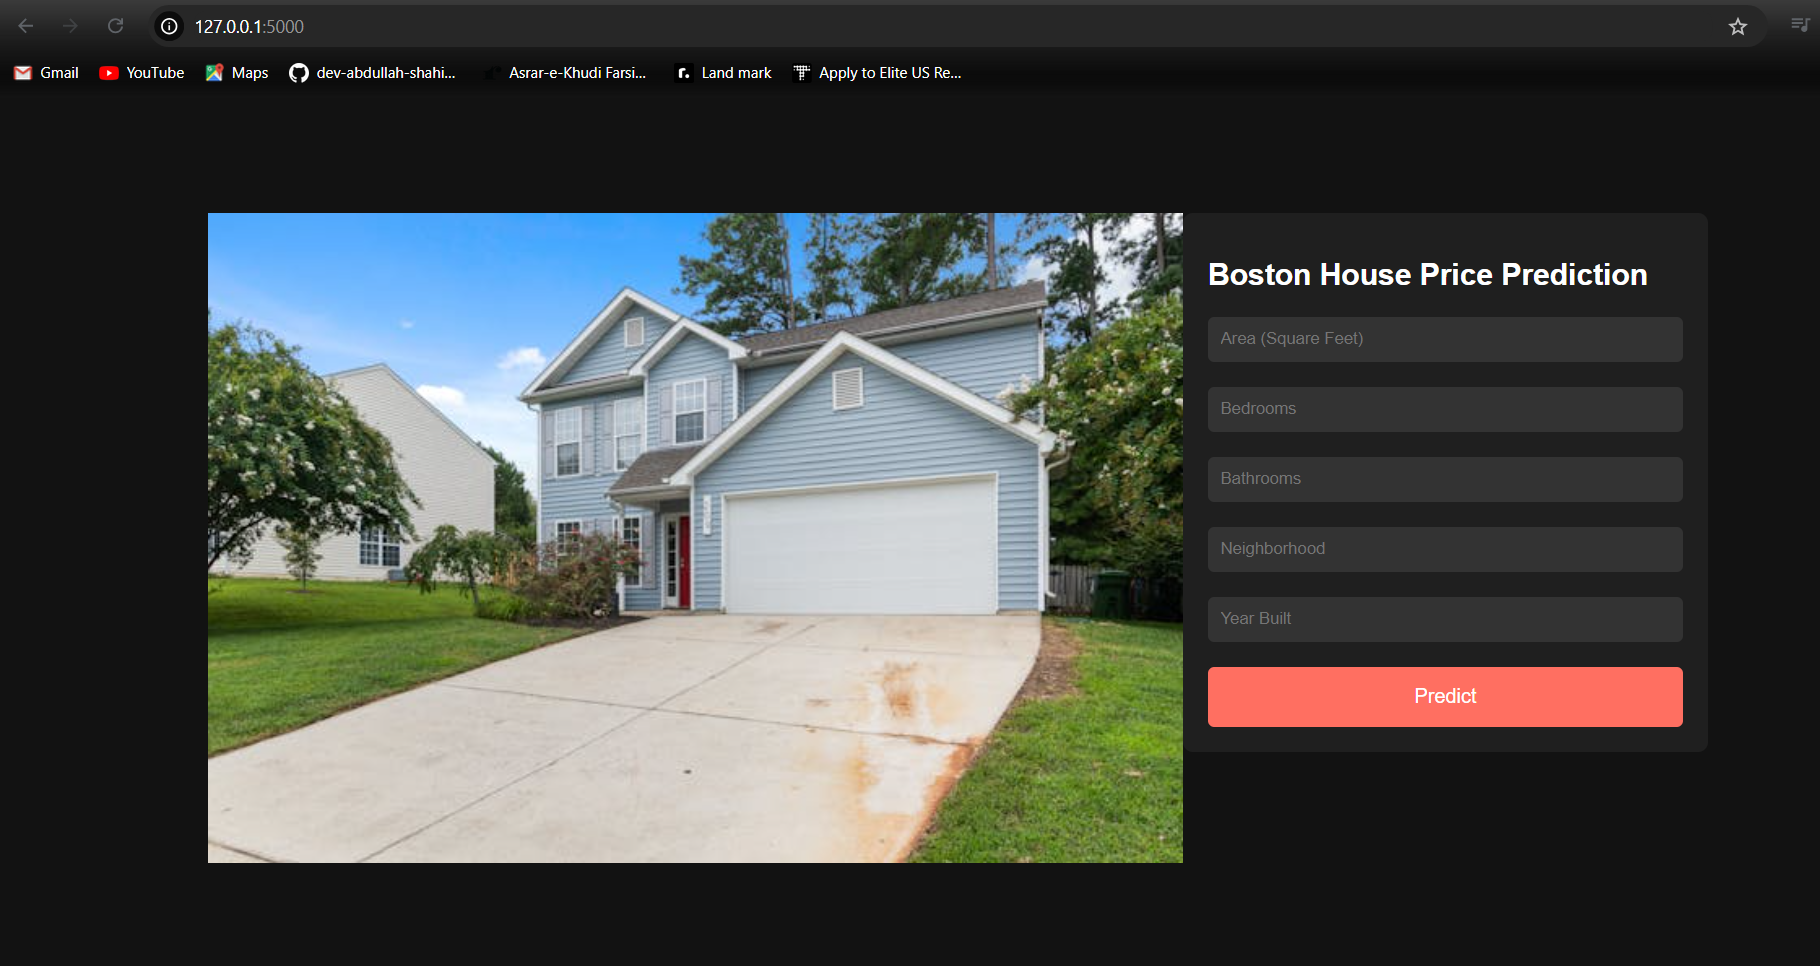 127.0.0.1:5000
Gmail YouTube Maps dev-abdullah-shahi... Asrar-e-Khudi Farsi... Land mark Apply to Elite US Re...
Boston House Price Prediction
Area (Square Feet)
Bedrooms
Bathrooms
Neighborhood
Year Built
Predict